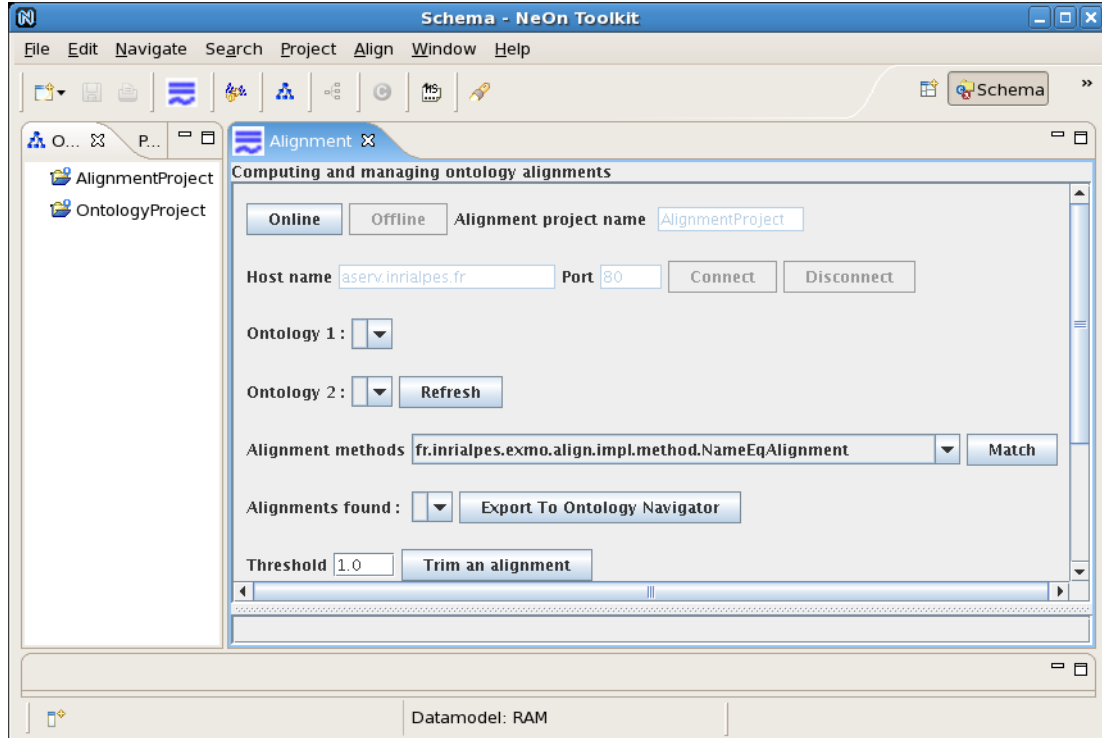 Schema - NeOn Toolkit
File Edit Navigate Search Project Align Window Help
Schema »
O... P...
Alignment
AlignmentProject
OntologyProject
Computing and managing ontology alignments
Online Offline Alignment project name AlignmentProject
Host name aserv.inrialpes.fr Port 80 Connect Disconnect
Ontology 1 :
Ontology 2 : Refresh
Alignment methods fr.inrialpes.exmo.align.impl.method.NameEqAlignment Match
Alignments found : Export To Ontology Navigator
Threshold 1.0 Trim an alignment
Datamodel: RAM